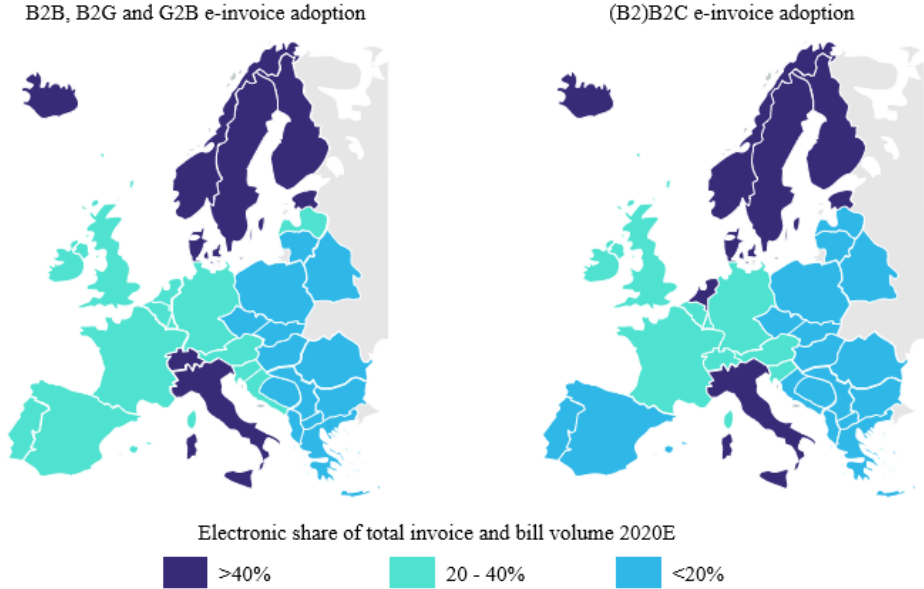 B2B, B2G and G2B e-invoice adoption
(B2)B2C e-invoice adoption
Electronic share of total invoice and bill volume 2020E
>40%
20 - 40%
<20%